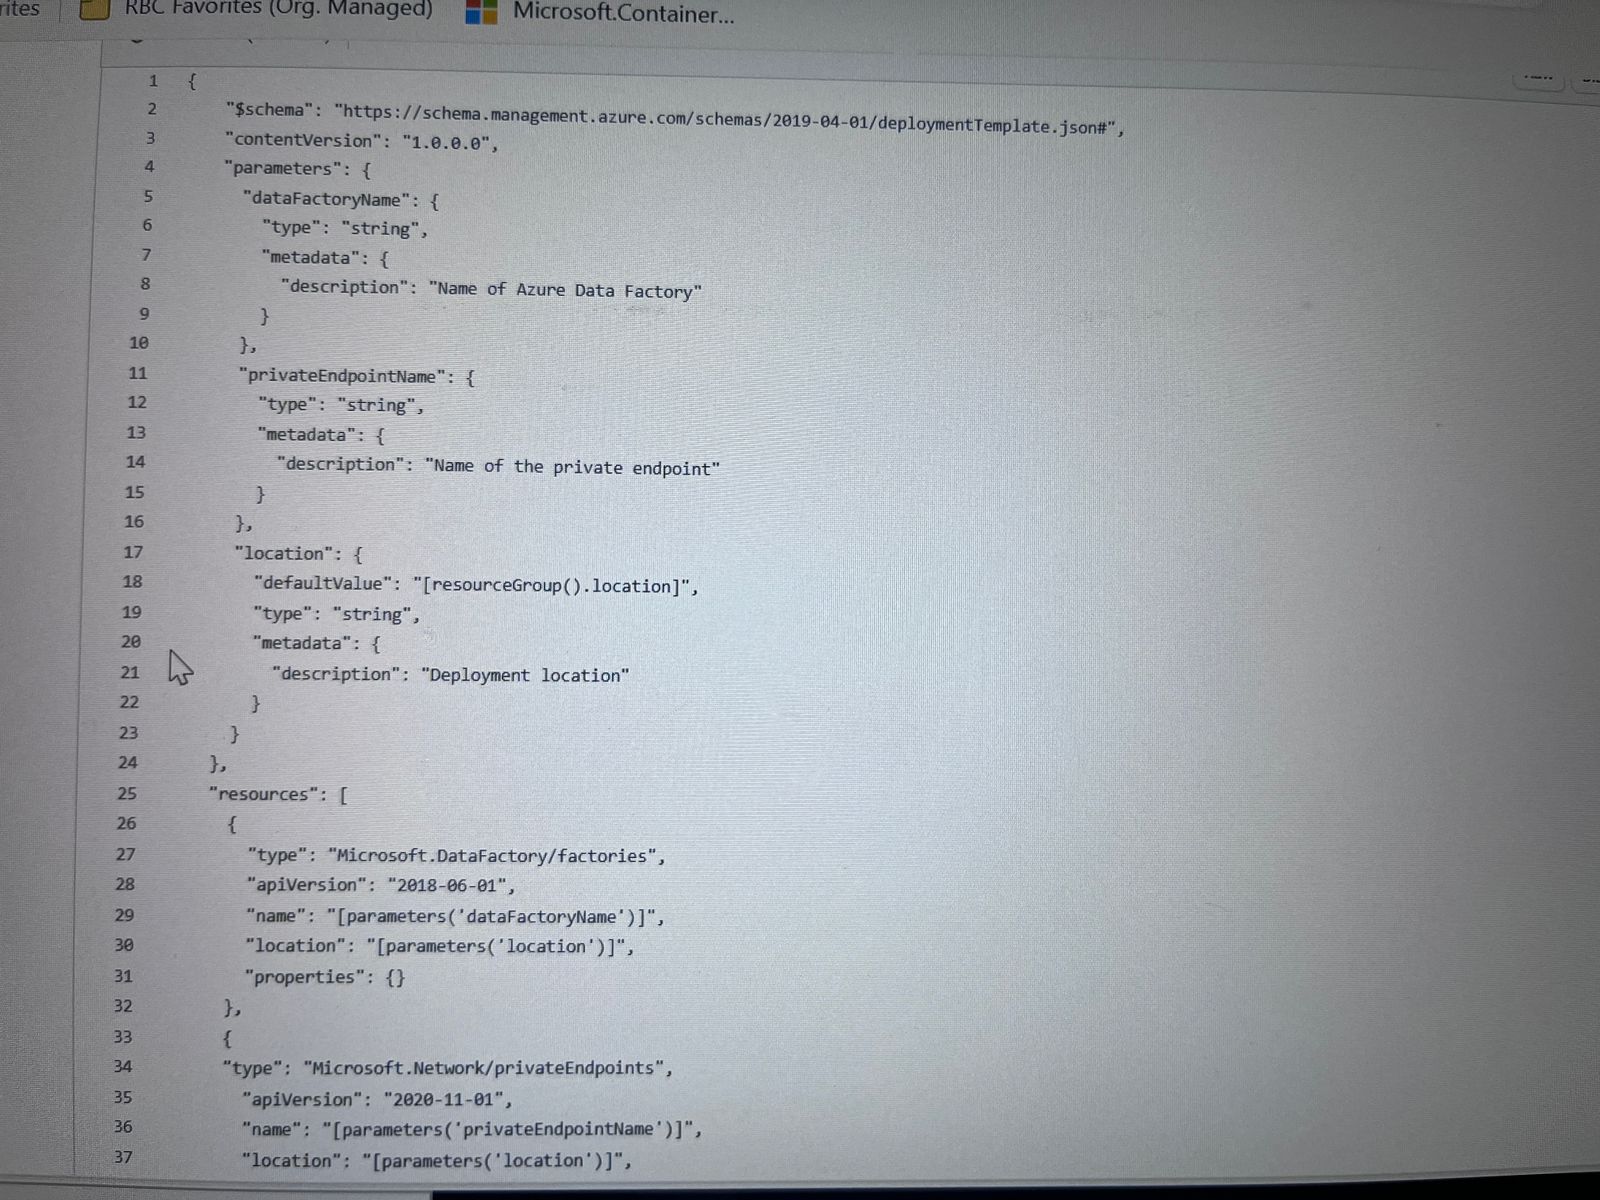 rites RBC Favorites (Org. Managed) Microsoft.Container...
1 {
2 "$schema": "https://schema.management.azure.com/schemas/2019-04-01/deploymentTemplate.json#",
3 "contentVersion": "1.0.0.0",
4 "parameters": {
5 "dataFactoryName": {
6 "type": "string",
7 "metadata": {
8 "description": "Name of Azure Data Factory"
9 }
10 },
11 "privateEndpointName": {
12 "type": "string",
13 "metadata": {
14 "description": "Name of the private endpoint"
15 }
16 },
17 "location": {
18 "defaultValue": "[resourceGroup().location]",
19 "type": "string",
20 "metadata": {
21 "description": "Deployment location"
22 }
23 }
24 },
25 "resources": [
26 {
27 "type": "Microsoft.DataFactory/factories",
28 "apiVersion": "2018-06-01",
29 "name": "[parameters('dataFactoryName')]",
30 "location": "[parameters('location')]",
31 "properties": {}
32 },
33 {
34 "type": "Microsoft.Network/privateEndpoints",
35 "apiVersion": "2020-11-01",
36 "name": "[parameters('privateEndpointName')]",
37 "location": "[parameters('location')]",